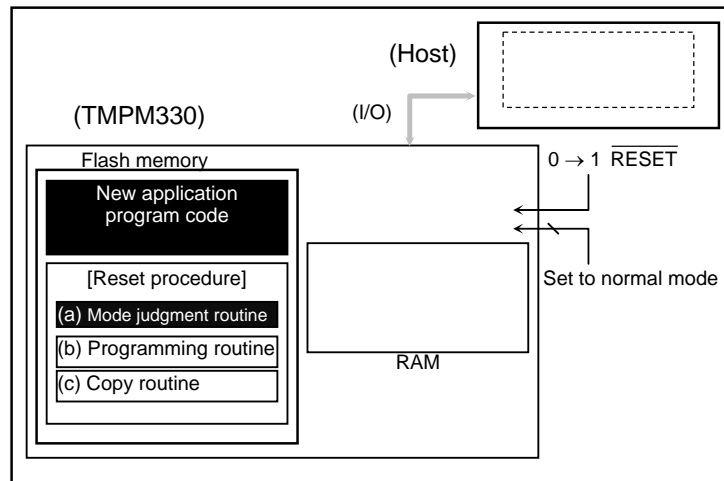 (Host)
(TMPM330)
(I/O)
Flash memory
0 → 1 RESET
New application
program code
[Reset procedure]
Set to normal mode
(a) Mode judgment routine
(b) Programming routine
RAM
(c) Copy routine